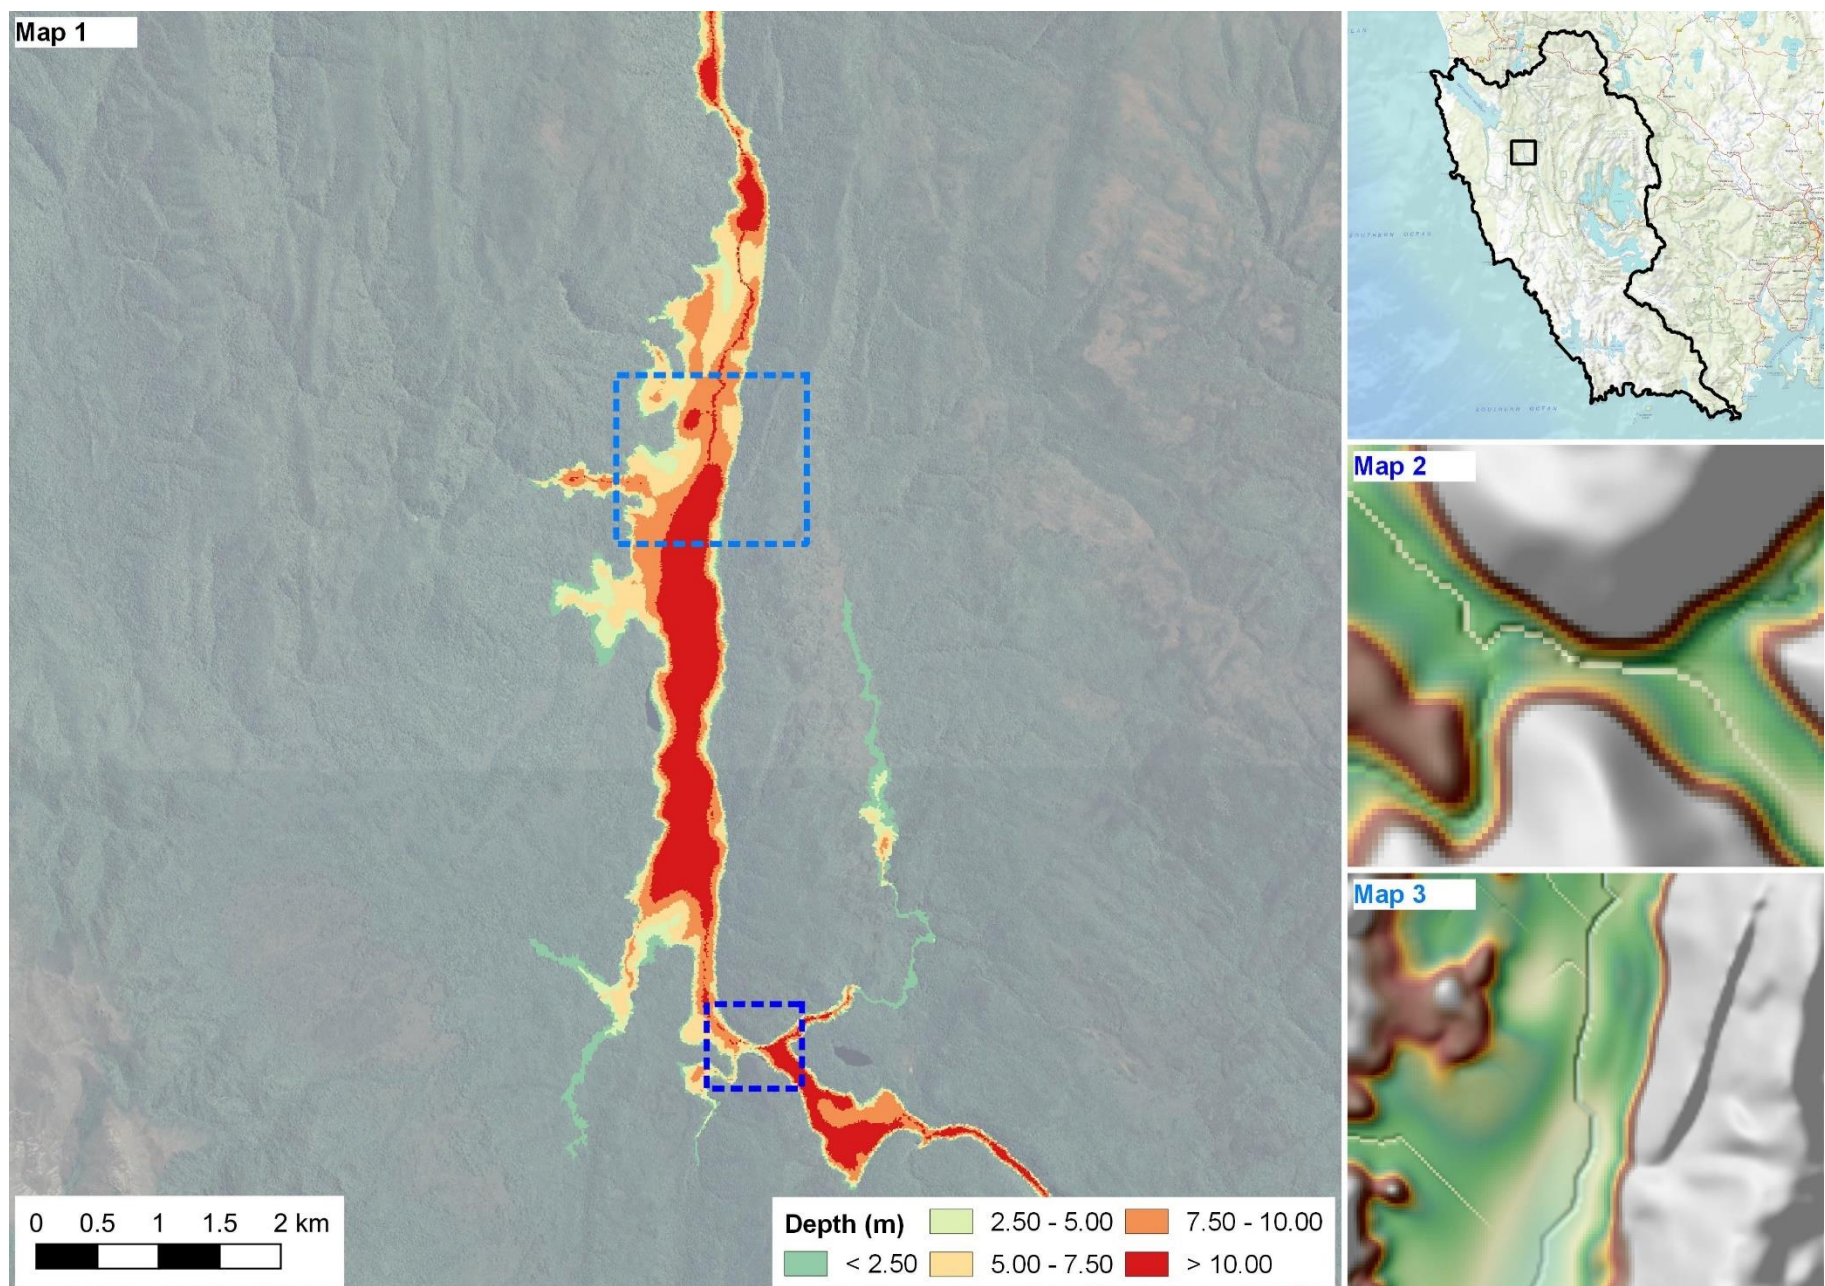 Map 1
0 0.5 1 1.5 2 km
Depth (m)
< 2.50
2.50 - 5.00
5.00 - 7.50
7.50 - 10.00
> 10.00
SOUTHERN OCEAN
SOUTHERN OCEAN
Map 2
Map 3